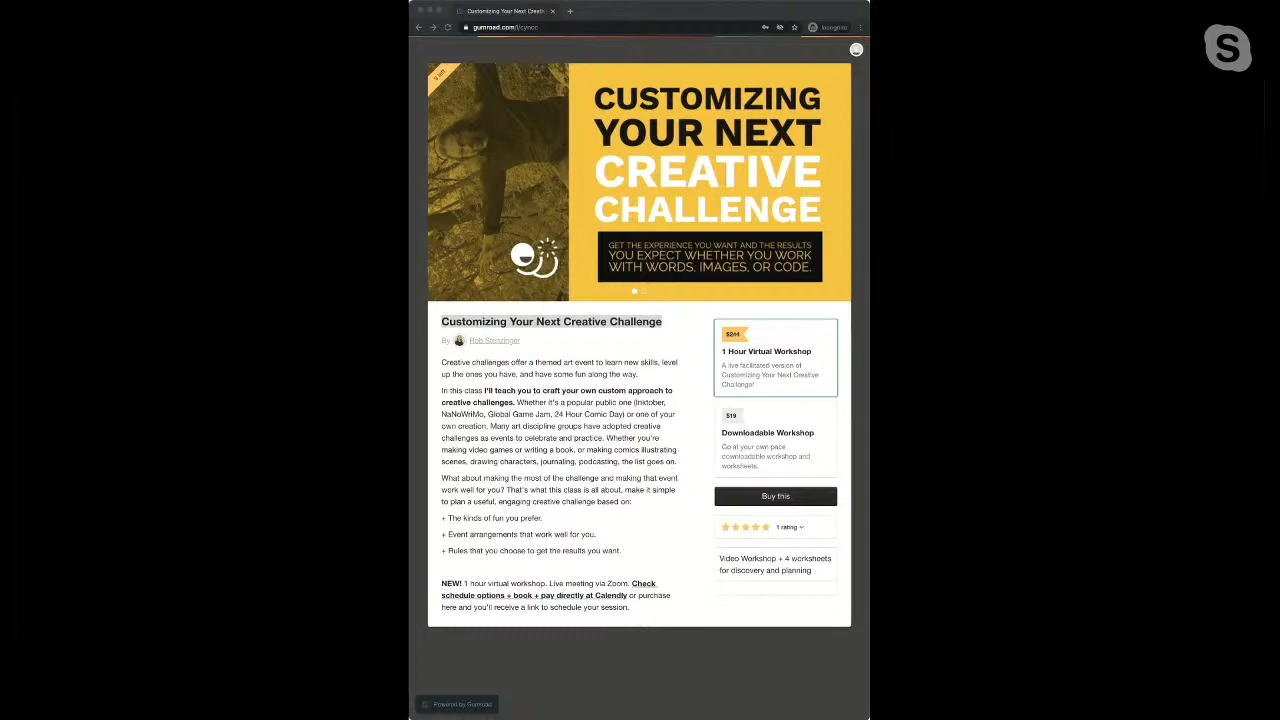 Customizing Your Next Creati
gumroad.com/l/cyncc
Incognito
CUSTOMIZING
YOUR NEXT
CREATIVE
CHALLENGE
GET THE EXPERIENCE YOU WANT AND THE RESULTS
YOU EXPECT WHETHER YOU WORK
WITH WORDS, IMAGES, OR CODE.
Customizing Your Next Creative Challenge
By Rob Stenzinger
Creative challenges offer a themed art event to learn new skills, level
up the ones you have, and have some fun along the way.
In this class I'll teach you to craft your own custom approach to
creative challenges. Whether it's a popular public one (Inktober,
NaNoWriMo, Global Game Jam, 24 Hour Comic Day) or one of your
own creation. Many art discipline groups have adopted creative
challenges as events to celebrate and practice. Whether you're
making video games or writing a book, or making comics illustrating
scenes, drawing characters, journaling, podcasting, the list goes on.
What about making the most of the challenge and making that event
work well for you? That's what this class is all about, make it simple
to plan a useful, engaging creative challenge based on:
+ The kinds of fun you prefer.
+ Event arrangements that work well for you.
+ Rules that you choose to get the results you want.
NEW! 1 hour virtual workshop. Live meeting via Zoom. Check
schedule options + book + pay directly at Calendly or purchase
here and you'll receive a link to schedule your session.
$244
1 Hour Virtual Workshop
A live facilitated version of
Customizing Your Next Creative
Challenge!
$19
Downloadable Workshop
Go at your own pace
downloadable workshop and
worksheets.
Buy this
1 rating
Video Workshop + 4 worksheets
for discovery and planning
Powered by Gumroad
S